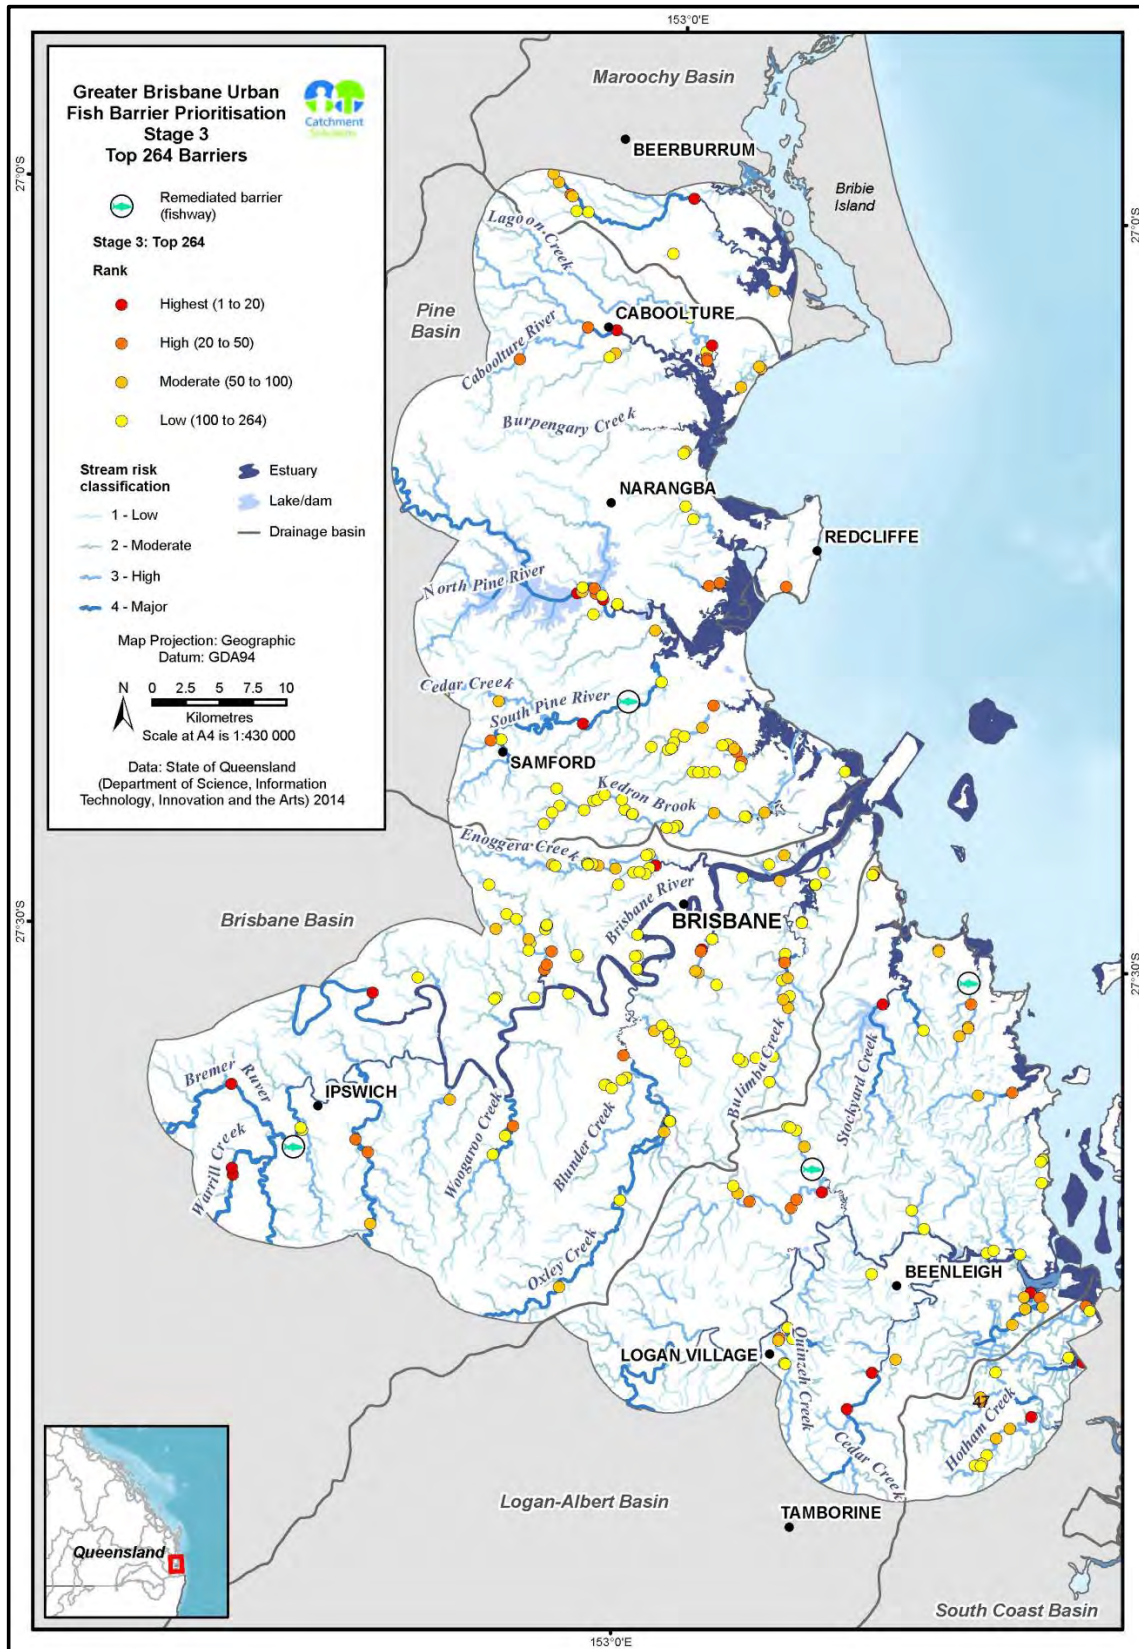 153°0'E
Greater Brisbane Urban
Fish Barrier Prioritisation
Stage 3
Top 264 Barriers
Catchment
Solutions
Remediated barrier
(fishway)
Stage 3: Top 264
Rank
Highest (1 to 20)
High (20 to 50)
Moderate (50 to 100)
Low (100 to 264)
Stream risk
classification
1 - Low
2 - Moderate
3 - High
4 - Major
Estuary
Lake/dam
Drainage basin
Map Projection: Geographic
Datum: GDA94
N
0 2.5 5 7.5 10
Kilometres
Scale at A4 is 1:430 000
Data: State of Queensland
(Department of Science, Information
Technology, Innovation and the Arts) 2014
Maroochy Basin
BEERBURRUM
27°0'S
Bribie
Island
27°0'S
Lagoon Creek
Pine
Basin
CABOOLTURE
Caboolture River
Burpengary Creek
NARANGBA
REDCLIFFE
North Pine River
Cedar Creek
South Pine River
SAMFORD
Kedron Brook
Enoggera Creek
Brisbane River
BRISBANE
Brisbane Basin
27°30'S
27°30'S
Bremer
Ruver
IPSWICH
Warrill Creek
Woogaroo Creek
Blunder Creek
Bulimba Creek
Stockyard Creek
Oxley Creek
BEENLEIGH
LOGAN VILLAGE
Quinzeh Creek
47
Hotham Creek
Cedar Creek
Logan-Albert Basin
TAMBORINE
Queensland
South Coast Basin
153°0'E